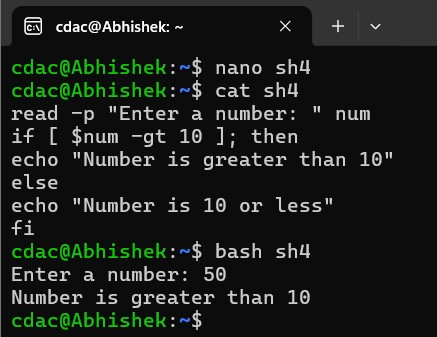 cdac@Abhishek: ~
cdac@Abhishek:~$ nano sh4
cdac@Abhishek:~$ cat sh4
read -p "Enter a number: " num
if [ $num -gt 10 ]; then
echo "Number is greater than 10"
else
echo "Number is 10 or less"
fi
cdac@Abhishek:~$ bash sh4
Enter a number: 50
Number is greater than 10
cdac@Abhishek:~$